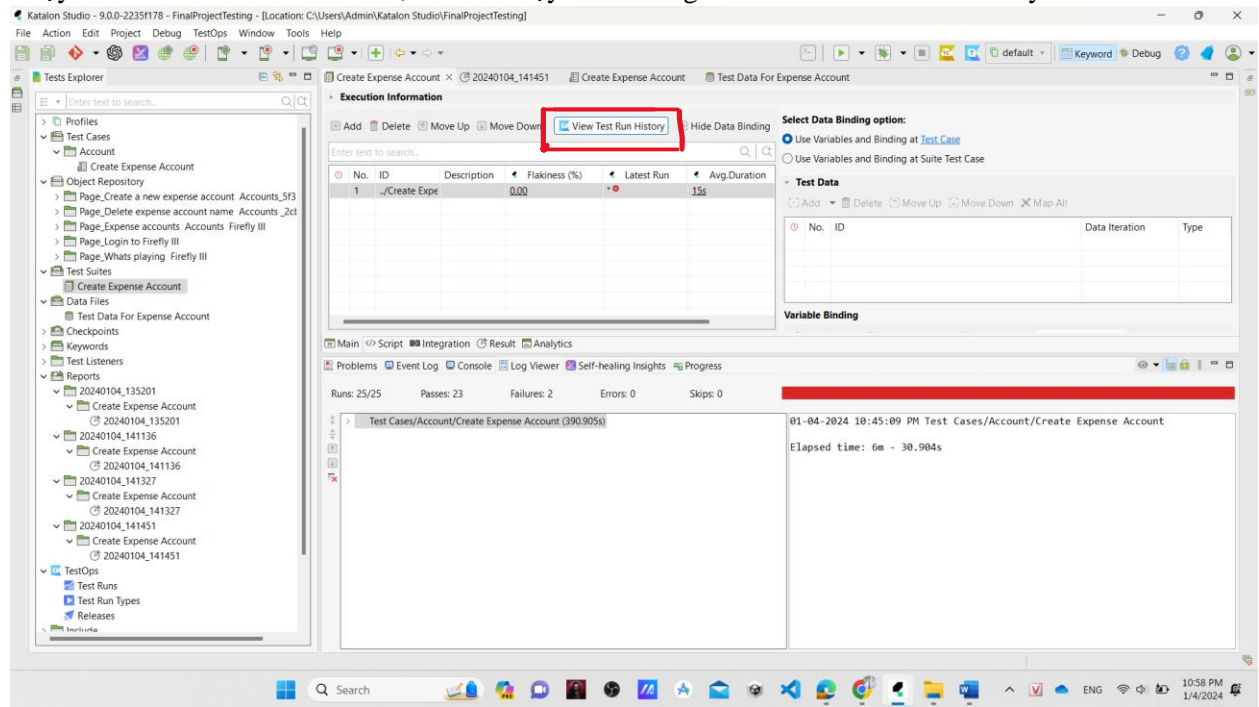 Katalon Studio - 9.0.0-2235f178 - FinalProjectTesting - [Location: C:\Users\Admin\Katalon Studio\FinalProjectTesting]
File Action Edit Project Debug TestOps Window Tools Help
default Keyword Debug
Tests Explorer
Enter text to search...
Profiles
Test Cases
Account
Create Expense Account
Object Repository
Page_Create a new expense account Accounts_5f3
Page_Delete expense account name Accounts _2cb
Page_Expense accounts Accounts Firefly III
Page_Login to Firefly III
Page_Whats playing Firefly III
Test Suites
Create Expense Account
Data Files
Test Data For Expense Account
Checkpoints
Keywords
Test Listeners
Reports
20240104_135201
Create Expense Account
20240104_135201
20240104_141136
Create Expense Account
20240104_141136
20240104_141327
Create Expense Account
20240104_141327
20240104_141451
Create Expense Account
20240104_141451
TestOps
Test Runs
Test Run Types
Releases
Include
Create Expense Account 20240104_141451 Create Expense Account Test Data For Expense Account
Execution Information
Add Delete Move Up Move Down View Test Run History Hide Data Binding
Enter text to search...
No. ID Description Flakiness (%) Latest Run Avg.Duration
1 ../Create Expe 0.00 15s
Select Data Binding option:
Use Variables and Binding at Test Case
Use Variables and Binding at Suite Test Case
Test Data
Add Delete Move Up Move Down Map All
No. ID Data Iteration Type
Variable Binding
Main Script Integration Result Analytics
Problems Event Log Console Log Viewer Self-healing Insights Progress
Runs: 25/25 Passes: 23 Failures: 2 Errors: 0 Skips: 0
Test Cases/Account/Create Expense Account (390.905s)
01-04-2024 10:45:09 PM Test Cases/Account/Create Expense Account
Elapsed time: 6m - 30.904s
Search
ENG
10:58 PM
1/4/2024